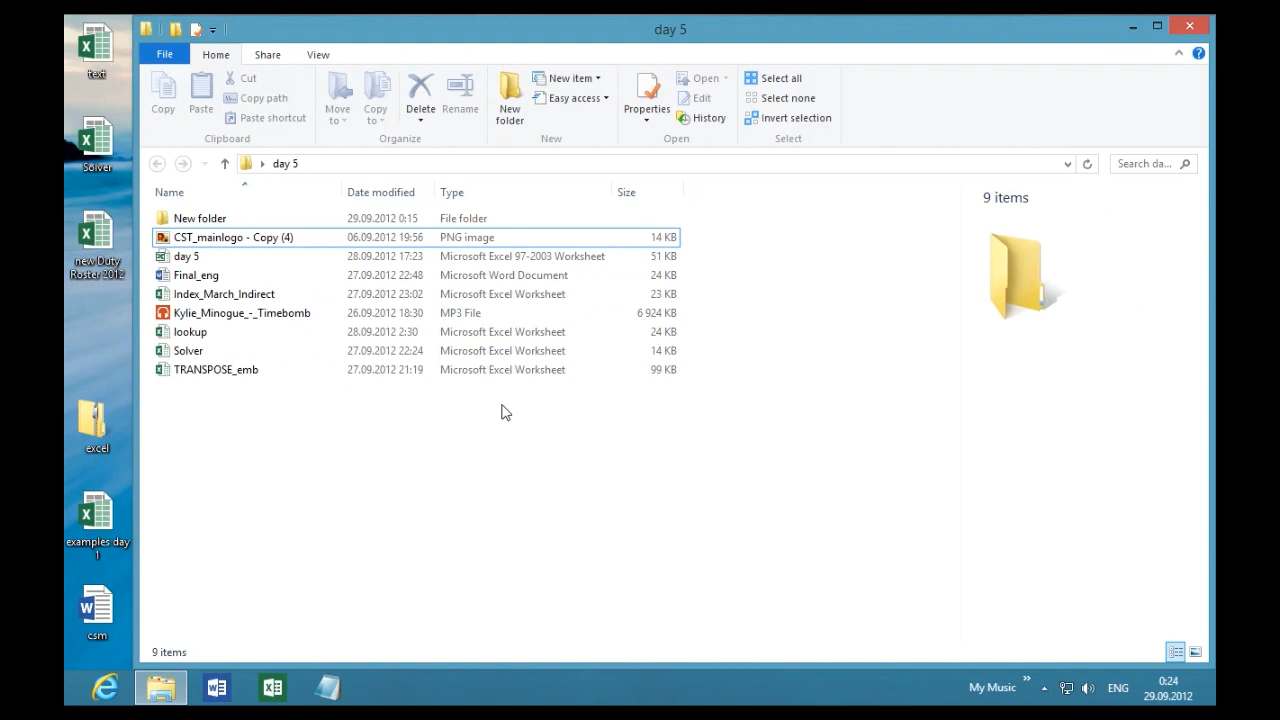 day 5
File Home Share View
Copy
Paste
Cut
Copy path
Paste shortcut
Clipboard
Move to
Copy to
Delete
Rename
Organize
New folder
New item
Easy access
New
Properties
Open
Edit
History
Open
Select all
Select none
Invert selection
Select
day 5
Search da...
Name Date modified Type Size
New folder 29.09.2012 0:15 File folder
CST_mainlogo - Copy (4) 06.09.2012 19:56 PNG image 14 KB
day 5 28.09.2012 17:23 Microsoft Excel 97-2003 Worksheet 51 KB
Final_eng 27.09.2012 22:48 Microsoft Word Document 24 KB
Index_March_Indirect 27.09.2012 23:02 Microsoft Excel Worksheet 23 KB
Kylie_Minogue_-_Timebomb 26.09.2012 18:30 MP3 File 6 924 KB
lookup 28.09.2012 2:30 Microsoft Excel Worksheet 24 KB
Solver 27.09.2012 22:24 Microsoft Excel Worksheet 14 KB
TRANSPOSE_emb 27.09.2012 21:19 Microsoft Excel Worksheet 99 KB
9 items
9 items
text
Solver
new Duty
Roster 2012
excel
examples day
1
csm
My Music
ENG
0:24
29.09.2012